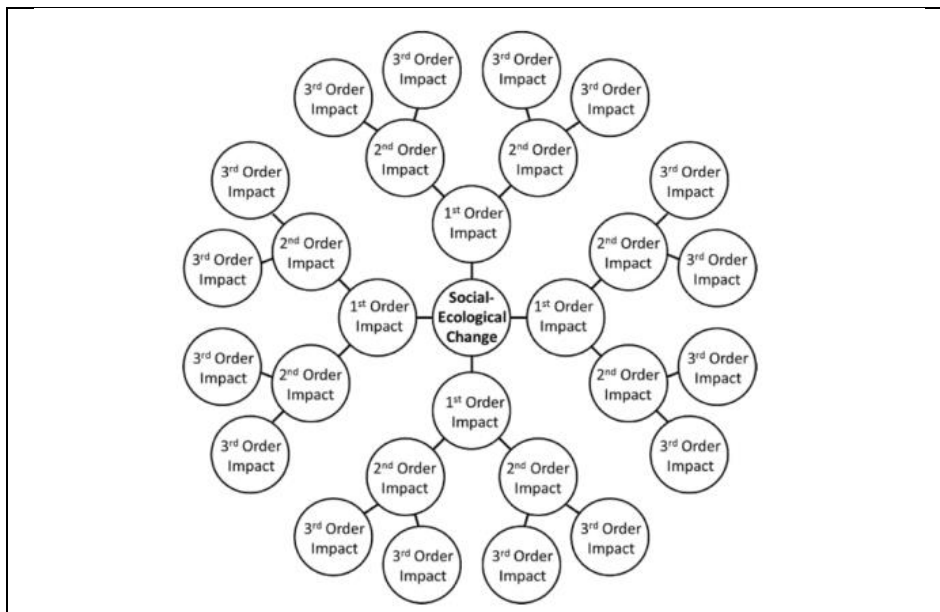 3rd Order
Impact
3rd Order
Impact
3rd Order
Impact
3rd Order
Impact
2nd Order
Impact
2nd Order
Impact
3rd Order
Impact
3rd Order
Impact
1st Order
Impact
2nd Order
Impact
2nd Order
Impact
3rd Order
Impact
3rd Order
Impact
1st Order
Impact
Social-
Ecological
Change
1st Order
Impact
3rd Order
Impact
3rd Order
Impact
2nd Order
Impact
2nd Order
Impact
1st Order
Impact
3rd Order
Impact
3rd Order
Impact
2nd Order
Impact
2nd Order
Impact
3rd Order
Impact
3rd Order
Impact
3rd Order
Impact
3rd Order
Impact